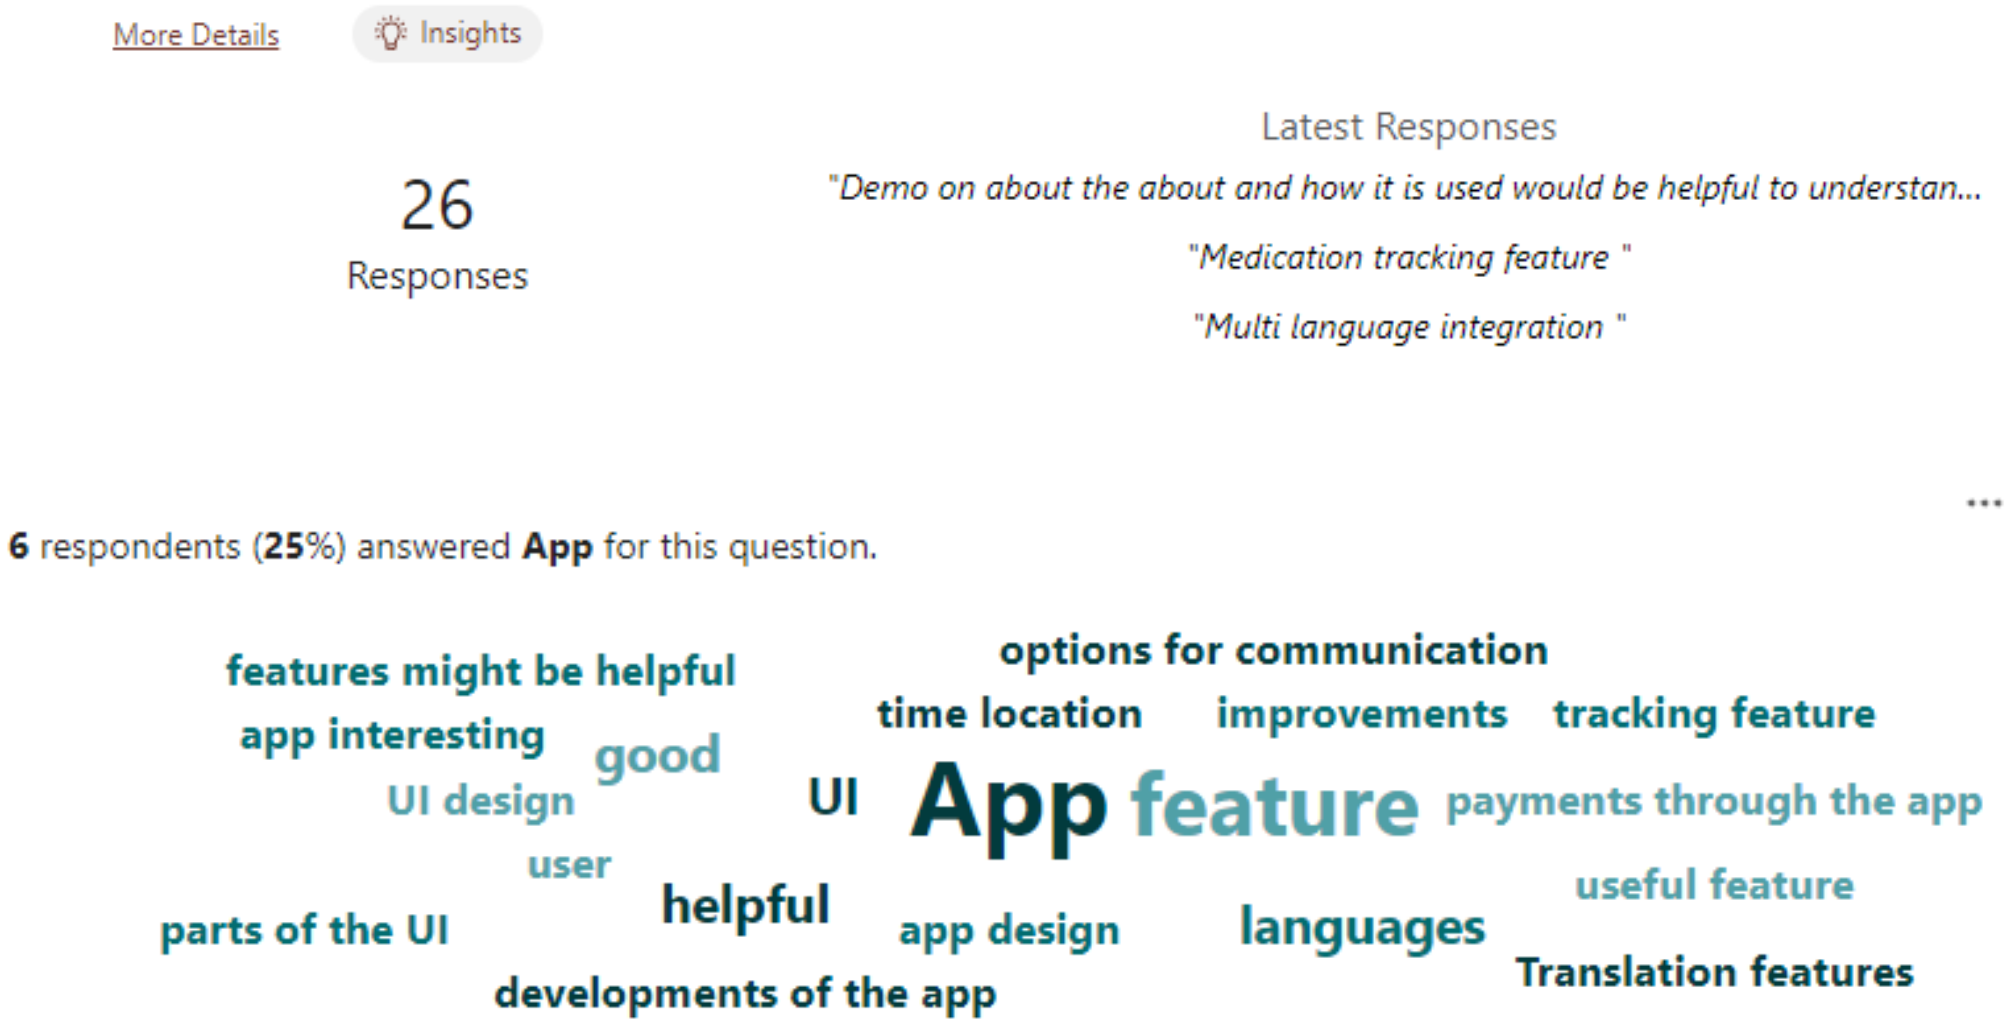 More Details
Insights
26
Responses
Latest Responses
"Demo on about the about and how it is used would be helpful to understan...
"Medication tracking feature "
"Multi language integration "
...
6 respondents (25%) answered App for this question.
options for communication
features might be helpful
time location
improvements
tracking feature
app interesting
good
UI design
UI
App
feature
payments through the app
user
helpful
useful feature
parts of the UI
app design
languages
Translation features
developments of the app